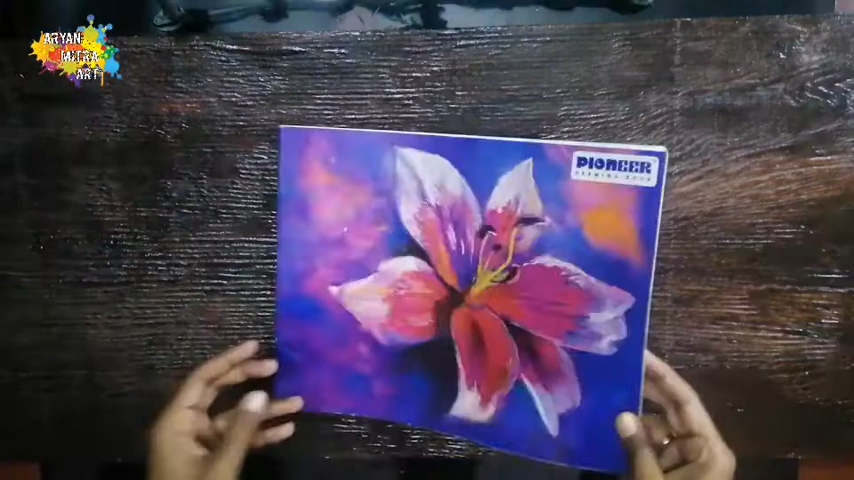 ARYAN
MITRA
ART
PIONEER
DRAWING BOOK